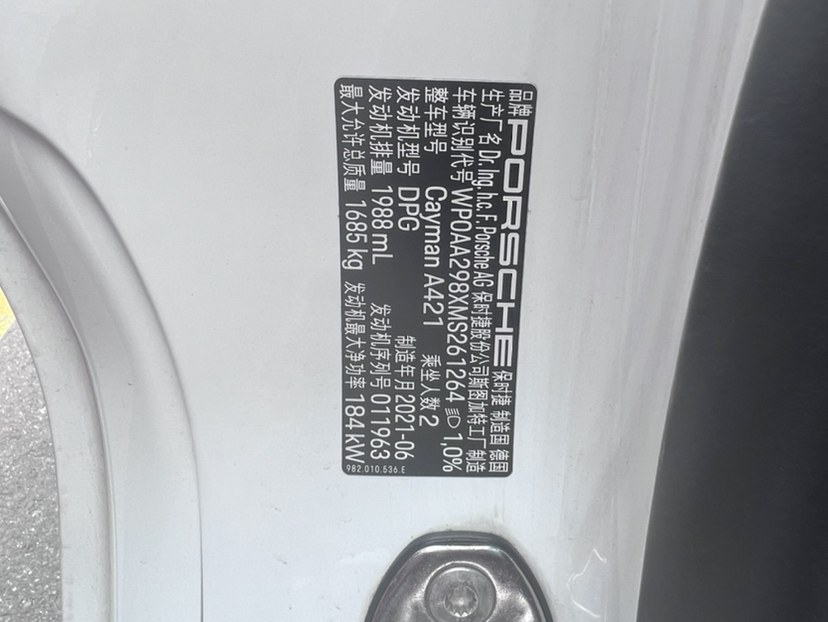 品牌 PORSCHE 保时捷 制造国 德国
生产厂名 Dr. Ing. h.c. F. Porsche AG 保时捷股份公司斯图加特工厂制造
车辆识别代号 WP0AA298XMS261264 1,0%
整车型号 Cayman A421 乘坐人数 2
发动机型号 DPG 制造年月 2021-06
发动机排量 1988 mL 发动机序列号 011963
最大允许总质量 1685 kg 发动机最大净功率 184 kW
982.010.536.E